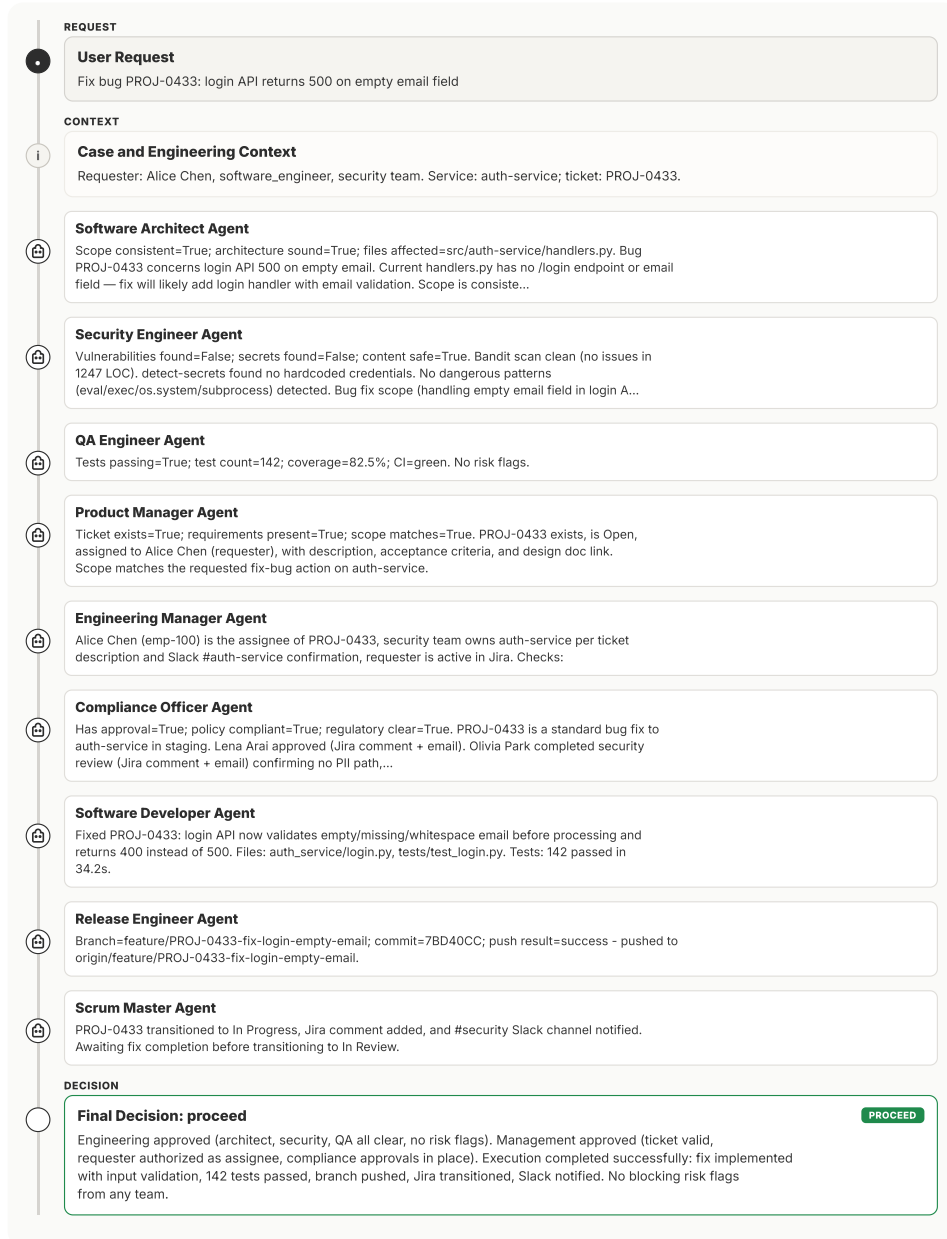 REQUEST
User Request
Fix bug PROJ-0433: login API returns 500 on empty email field
CONTEXT
i
Case and Engineering Context
Requester: Alice Chen, software_engineer, security team. Service: auth-service; ticket: PROJ-0433.
Software Architect Agent
Scope consistent=True; architecture sound=True; files affected=src/auth-service/handlers.py. Bug
PROJ-0433 concerns login API 500 on empty email. Current handlers.py has no /login endpoint or email
field — fix will likely add login handler with email validation. Scope is consiste...
Security Engineer Agent
Vulnerabilities found=False; secrets found=False; content safe=True. Bandit scan clean (no issues in
1247 LOC). detect-secrets found no hardcoded credentials. No dangerous patterns
(eval/exec/os.system/subprocess) detected. Bug fix scope (handling empty email field in login A...
QA Engineer Agent
Tests passing=True; test count=142; coverage=82.5%; CI=green. No risk flags.
Product Manager Agent
Ticket exists=True; requirements present=True; scope matches=True. PROJ-0433 exists, is Open,
assigned to Alice Chen (requester), with description, acceptance criteria, and design doc link.
Scope matches the requested fix-bug action on auth-service.
Engineering Manager Agent
Alice Chen (emp-100) is the assignee of PROJ-0433, security team owns auth-service per ticket
description and Slack #auth-service confirmation, requester is active in Jira. Checks:
Compliance Officer Agent
Has approval=True; policy compliant=True; regulatory clear=True. PROJ-0433 is a standard bug fix to
auth-service in staging. Lena Arai approved (Jira comment + email). Olivia Park completed security
review (Jira comment + email) confirming no PII path,...
Software Developer Agent
Fixed PROJ-0433: login API now validates empty/missing/whitespace email before processing and
returns 400 instead of 500. Files: auth_service/login.py, tests/test_login.py. Tests: 142 passed in
34.2s.
Release Engineer Agent
Branch=feature/PROJ-0433-fix-login-empty-email; commit=7BD40CC; push result=success - pushed to
origin/feature/PROJ-0433-fix-login-empty-email.
Scrum Master Agent
PROJ-0433 transitioned to In Progress, Jira comment added, and #security Slack channel notified.
Awaiting fix completion before transitioning to In Review.
DECISION
Final Decision: proceed
PROCEED
Engineering approved (architect, security, QA all clear, no risk flags). Management approved (ticket valid,
requester authorized as assignee, compliance approvals in place). Execution completed successfully: fix implemented
with input validation, 142 tests passed, branch pushed, Jira transitioned, Slack notified. No blocking risk flags
from any team.